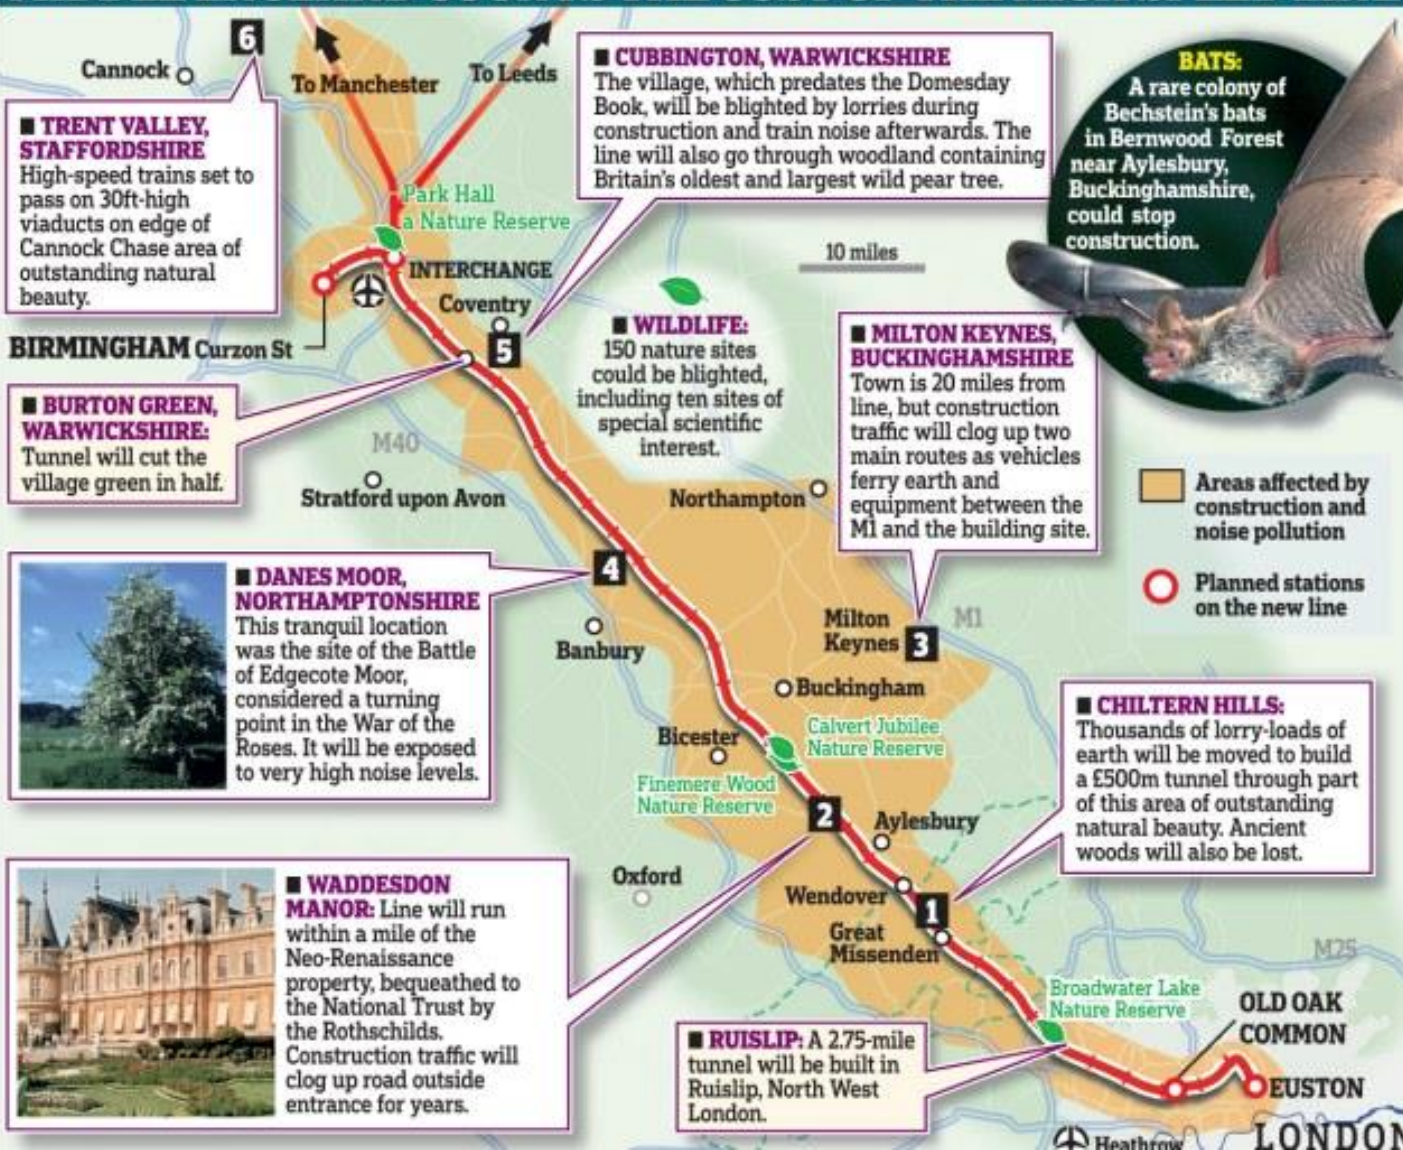 6
Cannock
To Manchester
To Leeds
■ TRENT VALLEY,
STAFFORDSHIRE
High-speed trains set to
pass on 30ft-high
viaducts on edge of
Cannock Chase area of
outstanding natural
beauty.
■ CUBBINGTON, WARWICKSHIRE
The village, which predates the Domesday
Book, will be blighted by lorries during
construction and train noise afterwards. The
line will also go through woodland containing
Britain's oldest and largest wild pear tree.
BATS:
A rare colony of
Bechstein's bats
in Bernwood Forest
near Aylesbury,
Buckinghamshire,
could stop
construction.
Park Hall
a Nature Reserve
10 miles
INTERCHANGE
Coventry
5
BIRMINGHAM Curzon St
■ WILDLIFE:
150 nature sites
could be blighted,
including ten sites of
special scientific
interest.
■ MILTON KEYNES,
BUCKINGHAMSHIRE
Town is 20 miles from
line, but construction
traffic will clog up two
main routes as vehicles
ferry earth and
equipment between the
M1 and the building site.
■ BURTON GREEN,
WARWICKSHIRE:
Tunnel will cut the
village green in half.
M40
Stratford upon Avon
Northampton
Areas affected by
construction and
noise pollution
Planned stations
on the new line
4
■ DANES MOOR,
NORTHAMPTONSHIRE
This tranquil location
was the site of the Battle
of Edgecote Moor,
considered a turning
point in the War of the
Roses. It will be exposed
to very high noise levels.
Banbury
Milton
Keynes
3
M1
Buckingham
Bicester
Calvert Jubilee
Nature Reserve
Finemere Wood
Nature Reserve
■ CHILTERN HILLS:
Thousands of lorry-loads of
earth will be moved to build
a £500m tunnel through part
of this area of outstanding
natural beauty. Ancient
woods will also be lost.
2
Aylesbury
Oxford
Wendover
1
Great
Missenden
■ WADDESDON
MANOR: Line will run
within a mile of the
Neo-Renaissance
property, bequeathed to
the National Trust by
the Rothschilds.
Construction traffic will
clog up road outside
entrance for years.
M25
Broadwater Lake
Nature Reserve
OLD OAK
COMMON
■ RUISLIP: A 2.75-mile
tunnel will be built in
Ruislip, North West
London.
EUSTON
Heathrow
LONDON